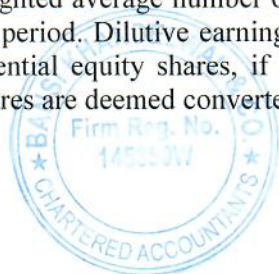 ighted average number o
period. Dilutive earning
ential equity shares, if
res are deemed converte
Firm Reg. No.
CHARTERED ACCOUNTANTS